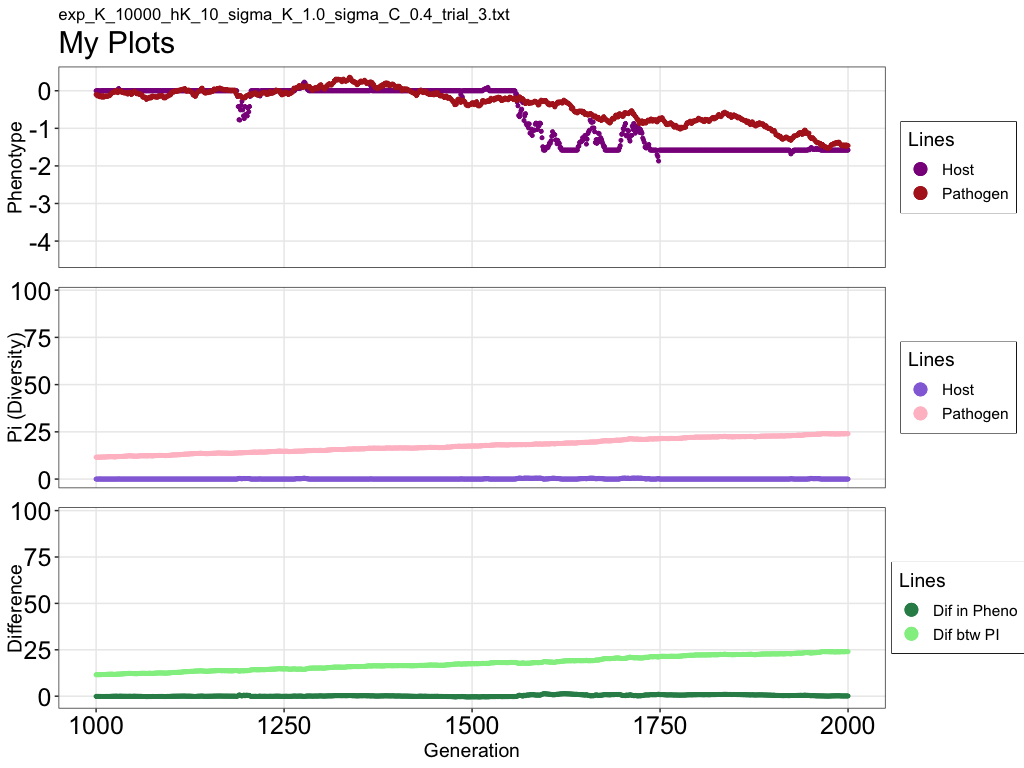 exp_K_10000_hK_10_sigma_K_1.0_sigma_C_0.4_trial_3.txt
My Plots
Phenotype
0
-1
-2
-3
-4
Lines
Host
Pathogen
Pi (Diversity)
100
75
50
25
0
Lines
Host
Pathogen
Difference
100
75
50
25
0
Lines
Dif in Pheno
Dif btw PI
1000 1250 1500 1750 2000
Generation